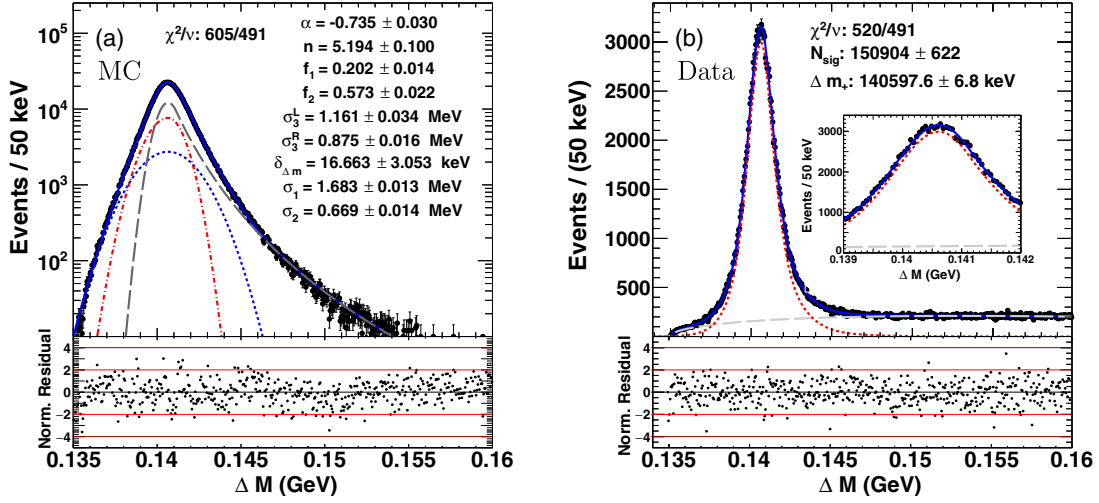 (a)
MC
χ²/ν: 605/491
α = -0.735 ± 0.030
n = 5.194 ± 0.100
f₁ = 0.202 ± 0.014
f₂ = 0.573 ± 0.022
σ₃ᴸ = 1.161 ± 0.034 MeV
σ₃ᴿ = 0.875 ± 0.016 MeV
δ_Δm = 16.663 ± 3.053 keV
σ₁ = 1.683 ± 0.013 MeV
σ₂ = 0.669 ± 0.014 MeV
Events / 50 keV
10⁵
10⁴
10³
10²
Norm. Residual
4
2
0
−2
−4
0.135 0.14 0.145 0.15 0.155 0.16
Δ M (GeV)
(b)
Data
χ²/ν: 520/491
N_sig: 150904 ± 622
Δ m₊: 140597.6 ± 6.8 keV
Events / (50 keV)
3000
2500
2000
1500
1000
500
Events / 50 keV
3000
2000
1000
0
0.139 0.14 0.141 0.142
Δ M (GeV)
Norm. Residual
4
2
0
−2
−4
0.135 0.14 0.145 0.15 0.155 0.16
Δ M (GeV)